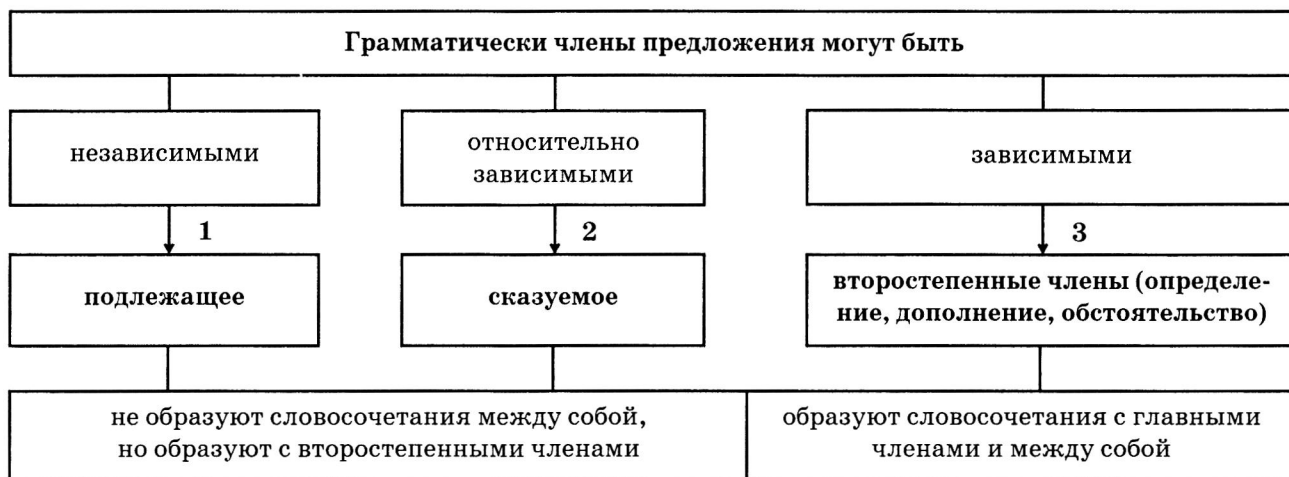 Грамматически члены предложения могут быть
независимыми
относительно
зависимыми
зависимыми
1
2
3
подлежащее
сказуемое
второстепенные члены (определе-
ние, дополнение, обстоятельство)
не образуют словосочетания между собой,
но образуют с второстепенными членами
образуют словосочетания с главными
членами и между собой